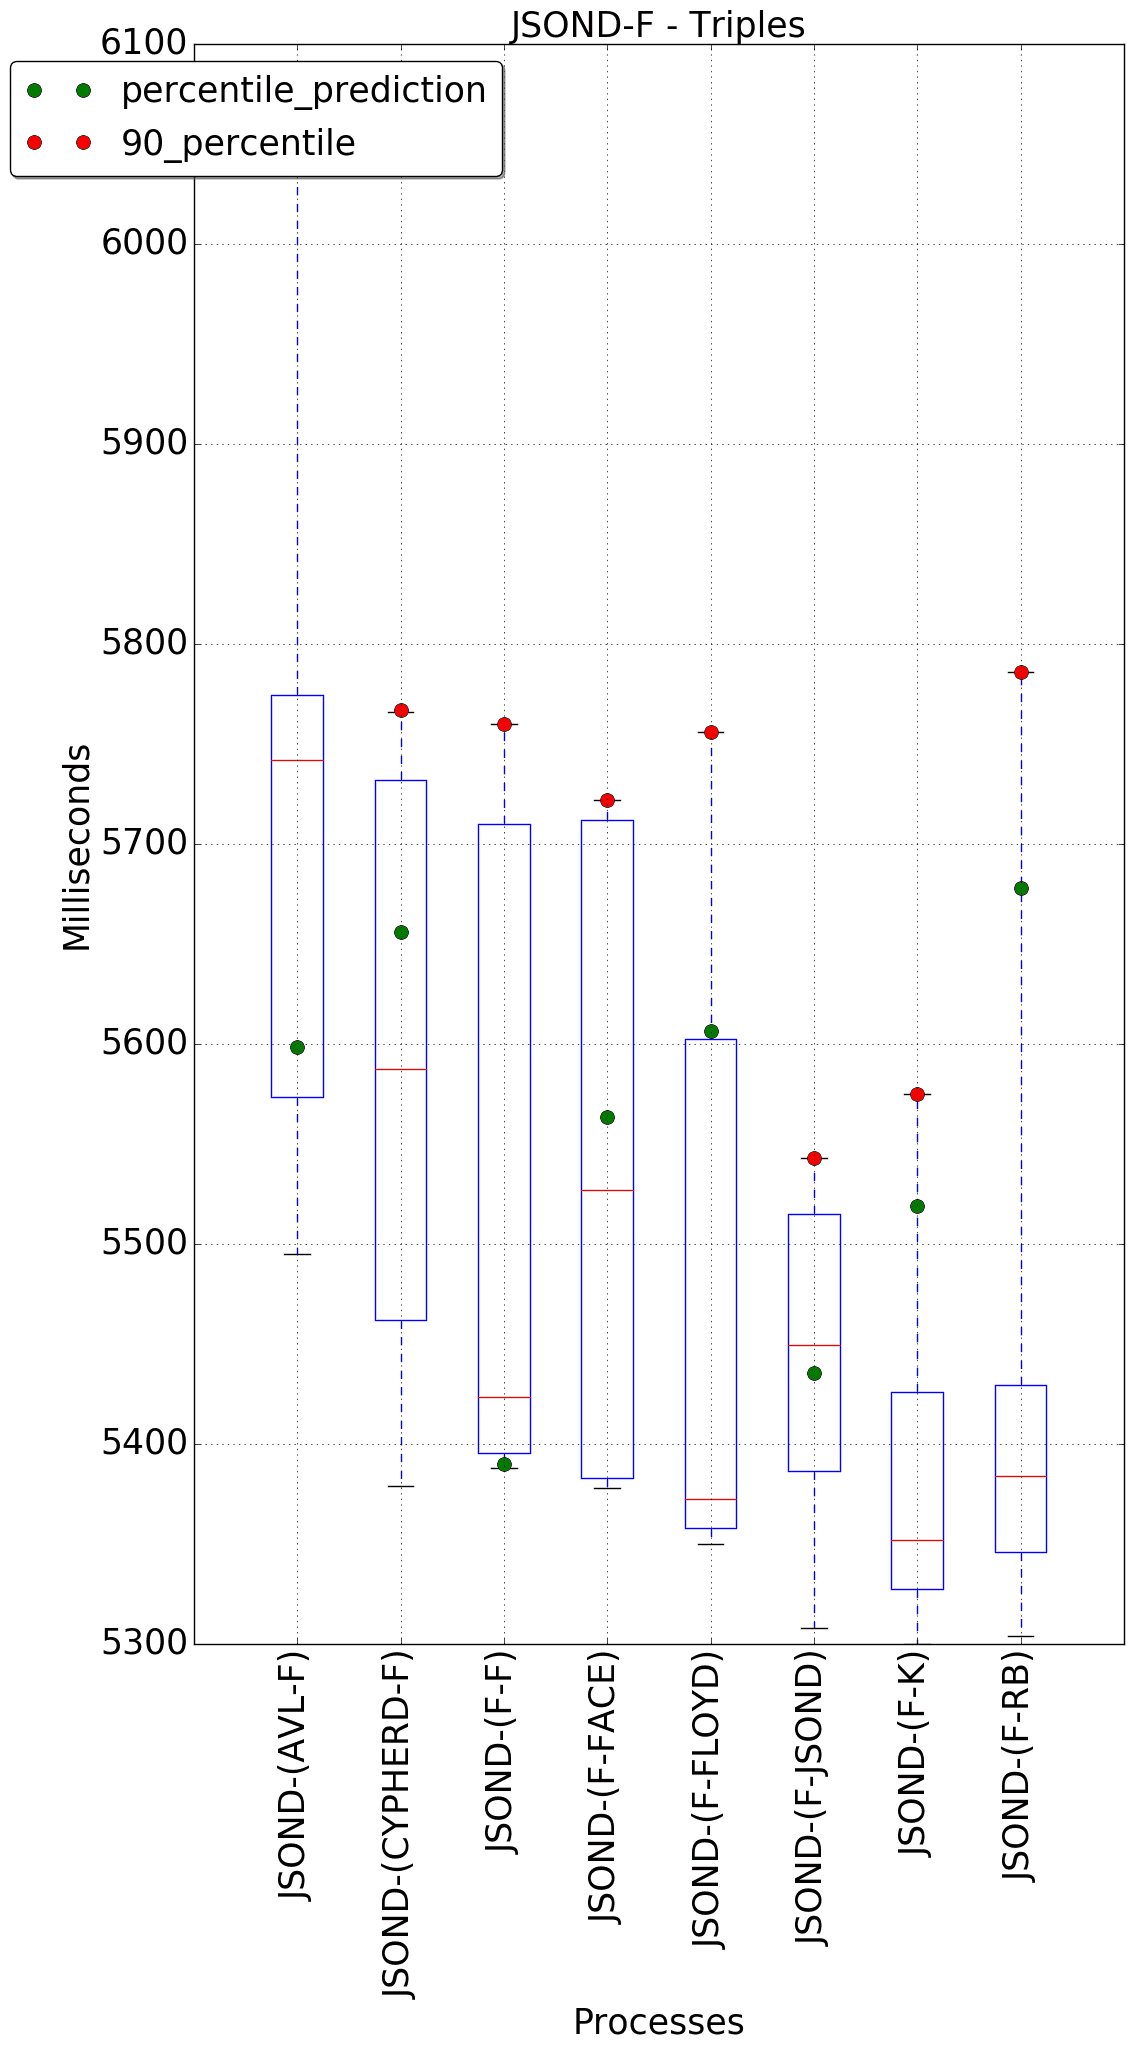 JSOND-F - Triples
6100
percentile_prediction
90_percentile
6000
5900
5800
5700
5600
5500
5400
5300
Milliseconds
JSOND-(AVL-F)
JSOND-(CYPHERD-F)
JSOND-(F-F)
JSOND-(F-FACE)
JSOND-(F-FLOYD)
JSOND-(F-JSOND)
JSOND-(F-K)
JSOND-(F-RB)
Processes